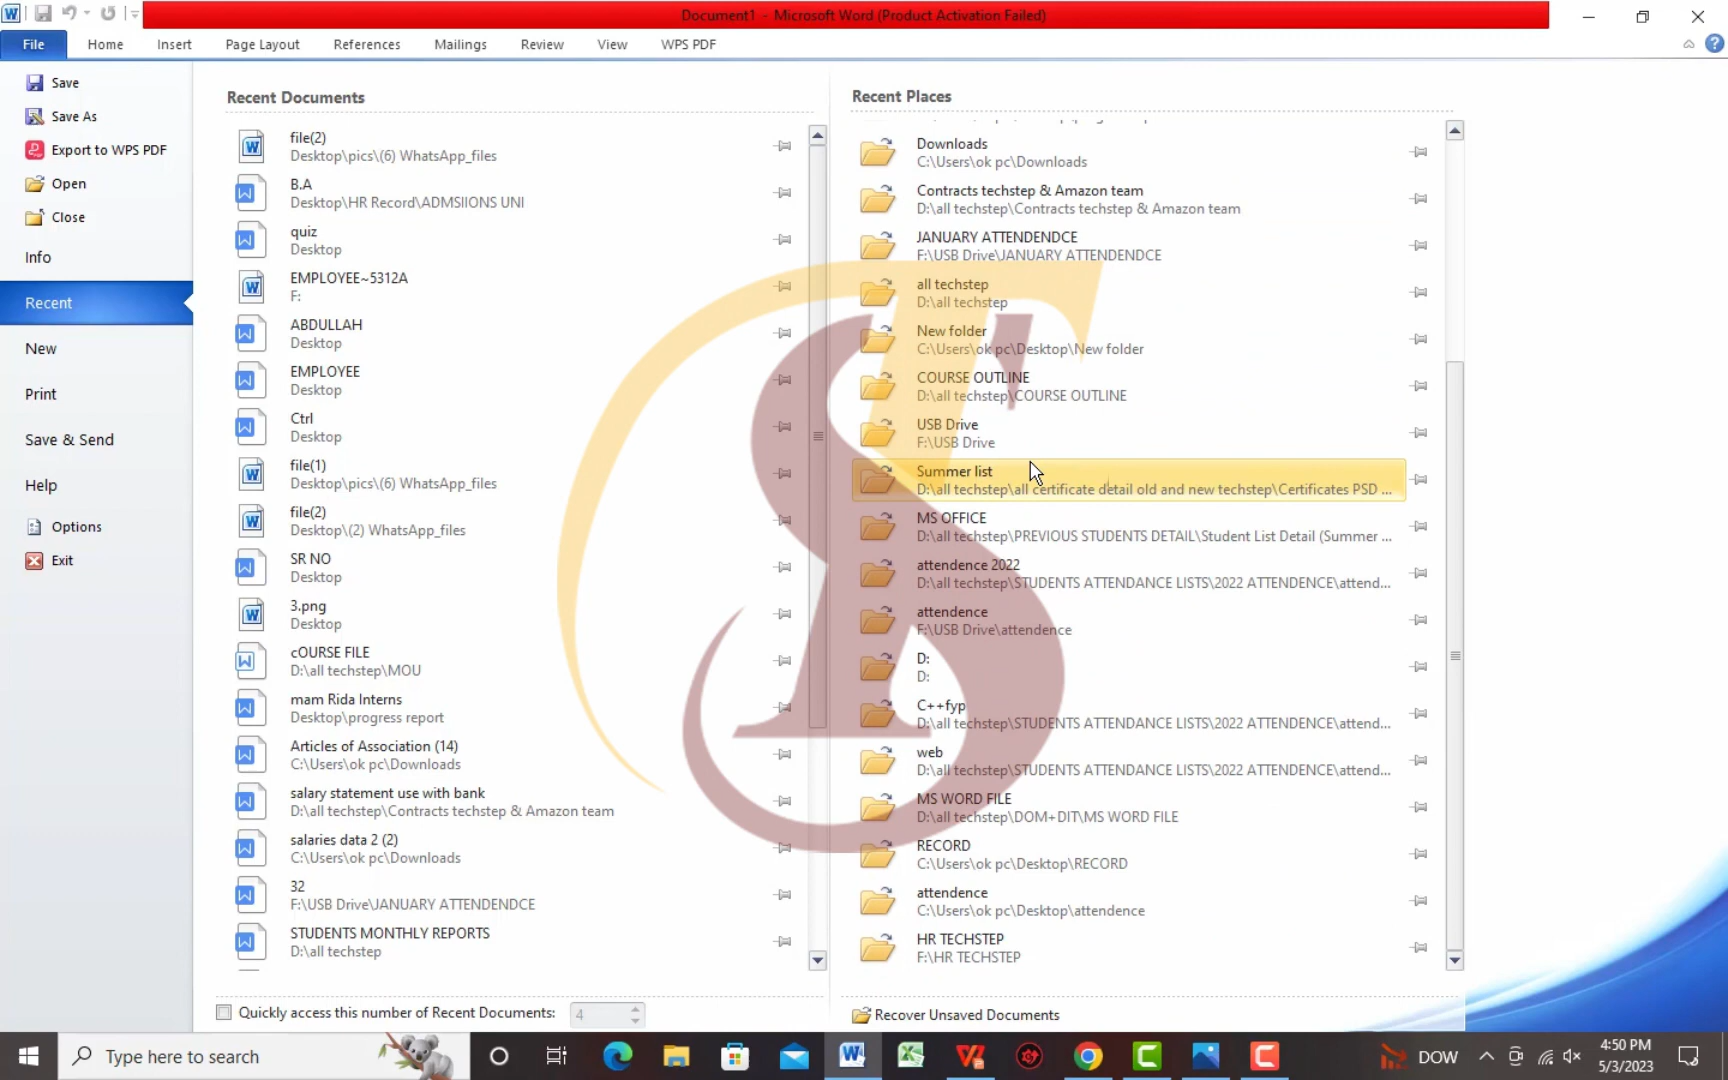 Document1 - Microsoft Word (Product Activation Failed)
File Home Insert Page Layout References Mailings Review View WPS PDF
Save
Save As
Export to WPS PDF
Open
Close
Info
Recent
New
Print
Save & Send
Help
Options
Exit
Recent Documents
file(2)
Desktop\pics\(6) WhatsApp_files
B.A
Desktop\HR Record\ADMSIIONS UNI
quiz
Desktop
EMPLOYEE~5312A
F:
ABDULLAH
Desktop
EMPLOYEE
Desktop
Ctrl
Desktop
file(1)
Desktop\pics\(6) WhatsApp_files
file(2)
Desktop\(2) WhatsApp_files
SR NO
Desktop
3.png
Desktop
cOURSE FILE
D:\all techstep\MOU
mam Rida Interns
Desktop\progress report
Articles of Association (14)
C:\Users\ok pc\Downloads
salary statement use with bank
D:\all techstep\Contracts techstep & Amazon team
salaries data 2 (2)
C:\Users\ok pc\Downloads
32
F:\USB Drive\JANUARY ATTENDENDCE
STUDENTS MONTHLY REPORTS
D:\all techstep
Quickly access this number of Recent Documents: 4
Recent Places
Downloads
C:\Users\ok pc\Downloads
Contracts techstep & Amazon team
D:\all techstep\Contracts techstep & Amazon team
JANUARY ATTENDENDCE
F:\USB Drive\JANUARY ATTENDENDCE
all techstep
D:\all techstep
New folder
C:\Users\ok pc\Desktop\New folder
COURSE OUTLINE
D:\all techstep\COURSE OUTLINE
USB Drive
F:\USB Drive
Summer list
D:\all techstep\all certificate detail old and new techstep\Certificates PSD ...
MS OFFICE
D:\all techstep\PREVIOUS STUDENTS DETAIL\Student List Detail (Summer ...
attendence 2022
D:\all techstep\STUDENTS ATTENDANCE LISTS\2022 ATTENDENCE\attend...
attendence
F:\USB Drive\attendence
D:
D:
C++fyp
D:\all techstep\STUDENTS ATTENDANCE LISTS\2022 ATTENDENCE\attend...
web
D:\all techstep\STUDENTS ATTENDANCE LISTS\2022 ATTENDENCE\attend...
MS WORD FILE
D:\all techstep\DOM+DIT\MS WORD FILE
RECORD
C:\Users\ok pc\Desktop\RECORD
attendence
C:\Users\ok pc\Desktop\attendence
HR TECHSTEP
F:\HR TECHSTEP
Recover Unsaved Documents
Type here to search
DOW
4:50 PM
5/3/2023